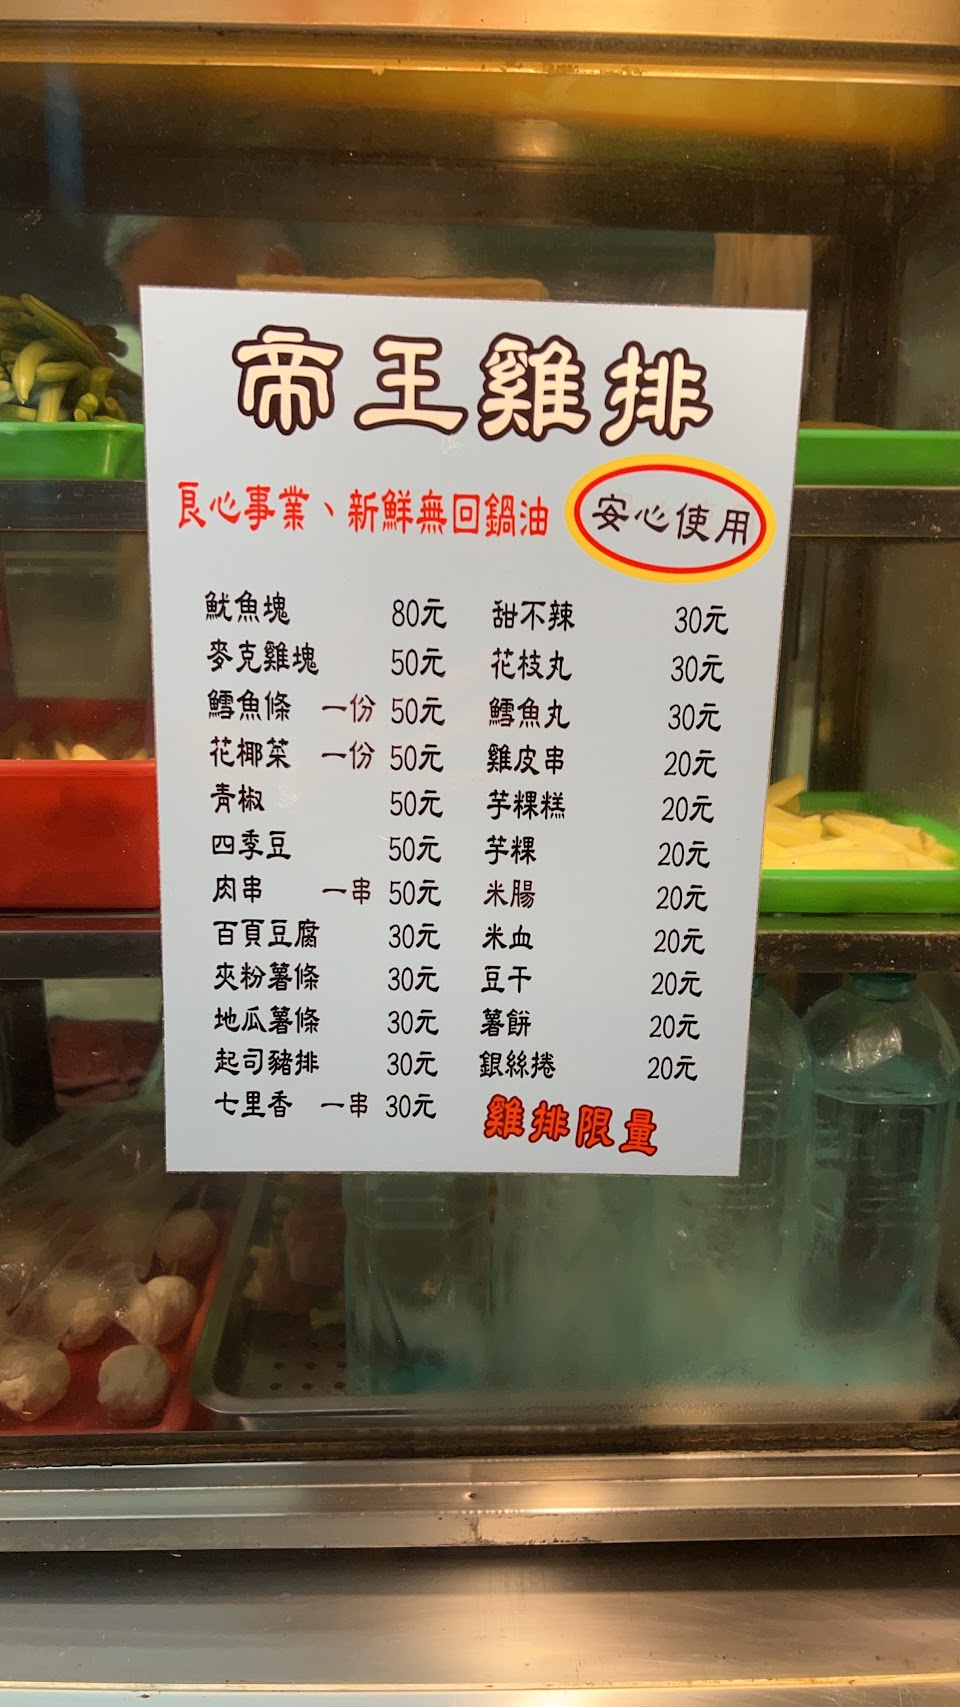 帝王雞排
良心事業、新鮮無回鍋油 安心使用
魷魚塊 80元
麥克雞塊 50元
鱈魚條 一份 50元
花椰菜 一份 50元
青椒 50元
四季豆 50元
肉串 一串 50元
百頁豆腐 30元
夾粉薯條 30元
地瓜薯條 30元
起司豬排 30元
七里香 一串 30元
甜不辣 30元
花枝丸 30元
鱈魚丸 30元
雞皮串 20元
芋粿糕 20元
芋粿 20元
米腸 20元
米血 20元
豆干 20元
薯餅 20元
銀絲捲 20元
雞排限量